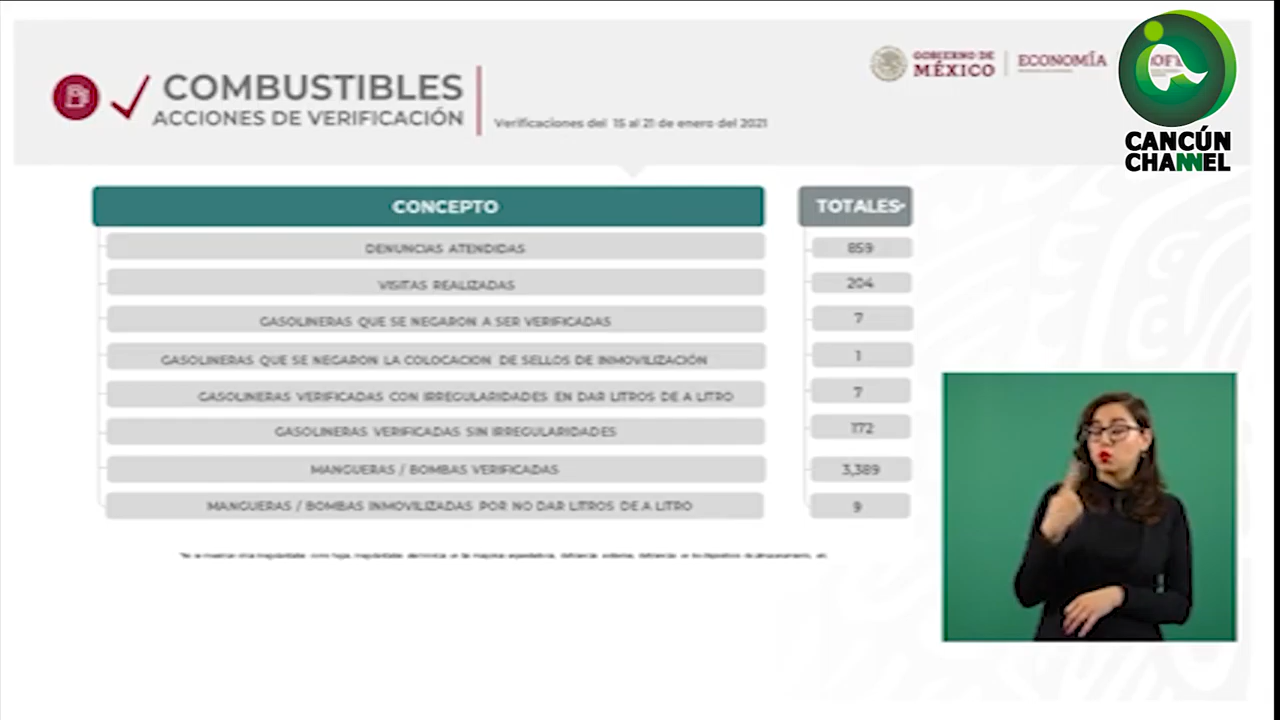 COMBUSTIBLES
ACCIONES DE VERIFICACIÓN
Verificaciones del 15 al 21 de enero del 2021
GOBIERNO DE
MÉXICO
ECONOMÍA
CANCÚN
CHANNEL
CONCEPTO TOTALES*
DENUNCIAS ATENDIDAS 859
VISITAS REALIZADAS 204
GASOLINERAS QUE SE NEGARON A SER VERIFICADAS 7
GASOLINERAS QUE SE NEGARON LA COLOCACION DE SELLOS DE INMOVILIZACIÓN 1
GASOLINERAS VERIFICADAS CON IRREGULARIDADES EN DAR LITROS DE A LITRO 7
GASOLINERAS VERIFICADAS SIN IRREGULARIDADES 172
MANGUERAS / BOMBAS VERIFICADAS 3,389
MANGUERAS / BOMBAS INMOVILIZADAS POR NO DAR LITROS DE A LITRO 9